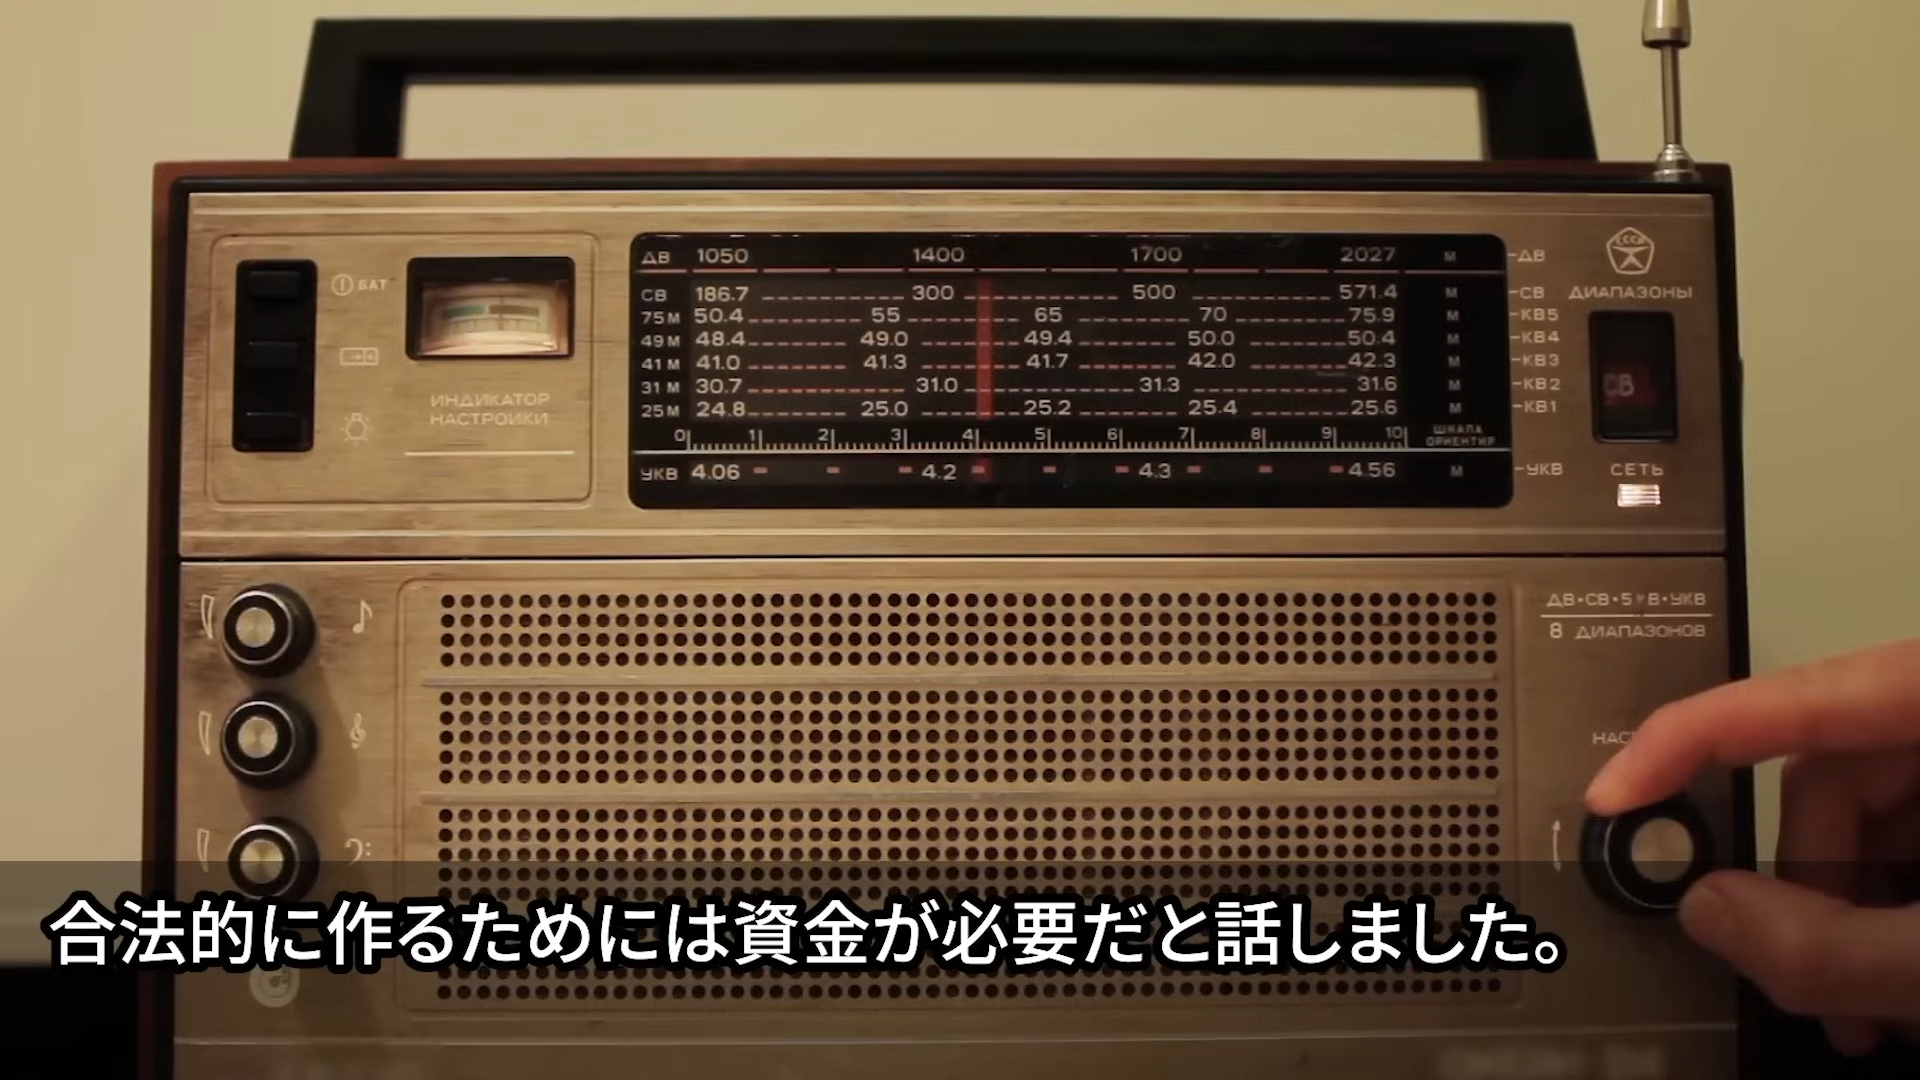 ДВ 1050 1400 1700 2027 М
СВ 186.7 300 500 571.4 М
75М 50.4 55 65 70 75.9 М
49М 48.4 49.0 49.4 50.0 50.4 М
41М 41.0 41.3 41.7 42.0 42.3 М
31М 30.7 31.0 31.3 31.6 М
25М 24.8 25.0 25.2 25.4 25.6 М
0 1 2 3 4 5 6 7 8 9 10 ШКАЛА ОРИЕНТИР
УКВ 4.06 4.2 4.3 4.56 М
БАТ
ИНДИКАТОР
НАСТРОЙКИ
-ДВ
-СВ
-КВ5
-КВ4
-КВ3
-КВ2
-КВ1
-УКВ
СССР
ДИАПАЗОНЫ
СВ
СЕТЬ
ДВ•СВ•5 КВ•УКВ
8 ДИАПАЗОНОВ
合法的に作るためには資金が必要だと話しました。